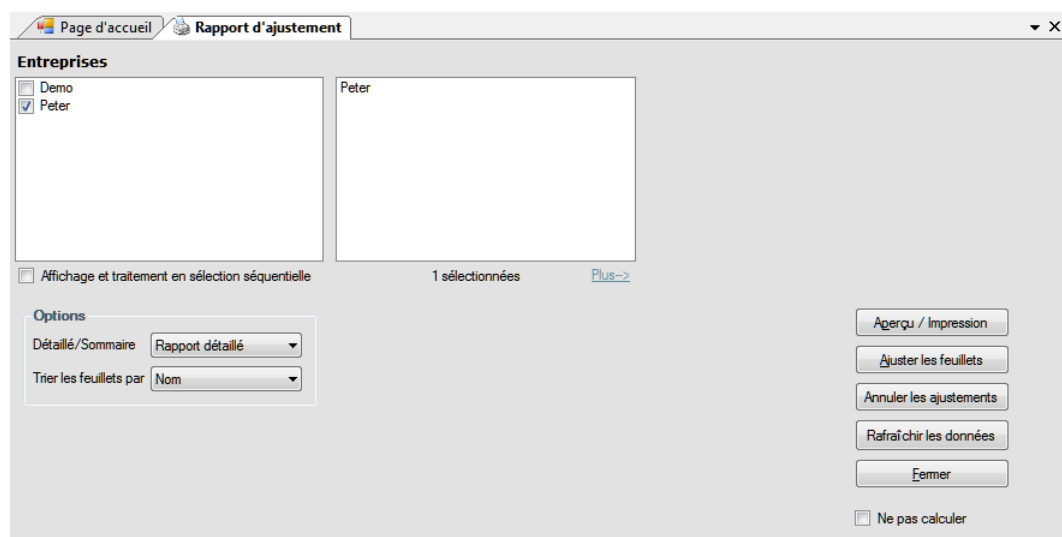 Page d'accueil
Rapport d'ajustement
Entreprises
Demo
Peter
Peter
Affichage et traitement en sélection séquentielle
1 sélectionnées
Plus-->
Options
Détaillé/Sommaire
Rapport détaillé
Trier les feuillets par
Nom
Aperçu / Impression
Ajuster les feuillets
Annuler les ajustements
Rafraîchir les données
Fermer
Ne pas calculer